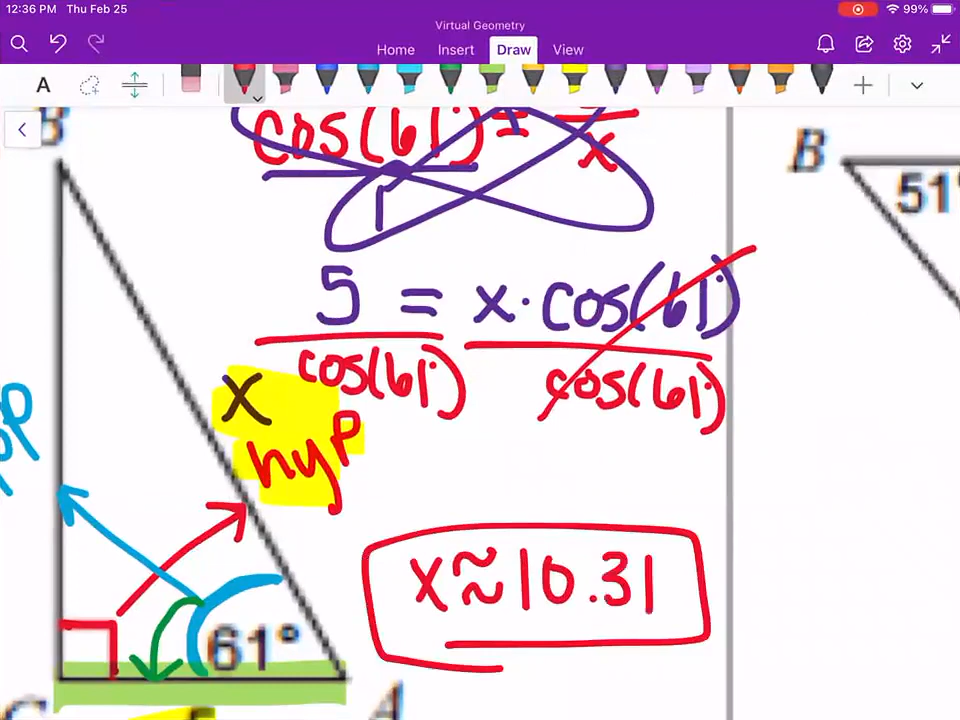 12:36 PM Thu Feb 25
99%
Virtual Geometry
Home Insert Draw View
A
B
cos(61°) = x
1
B
51°
5 = x · cos(61°)
cos(61°) cos(61°)
x
hyp
x ≈ 10.31
61°
A